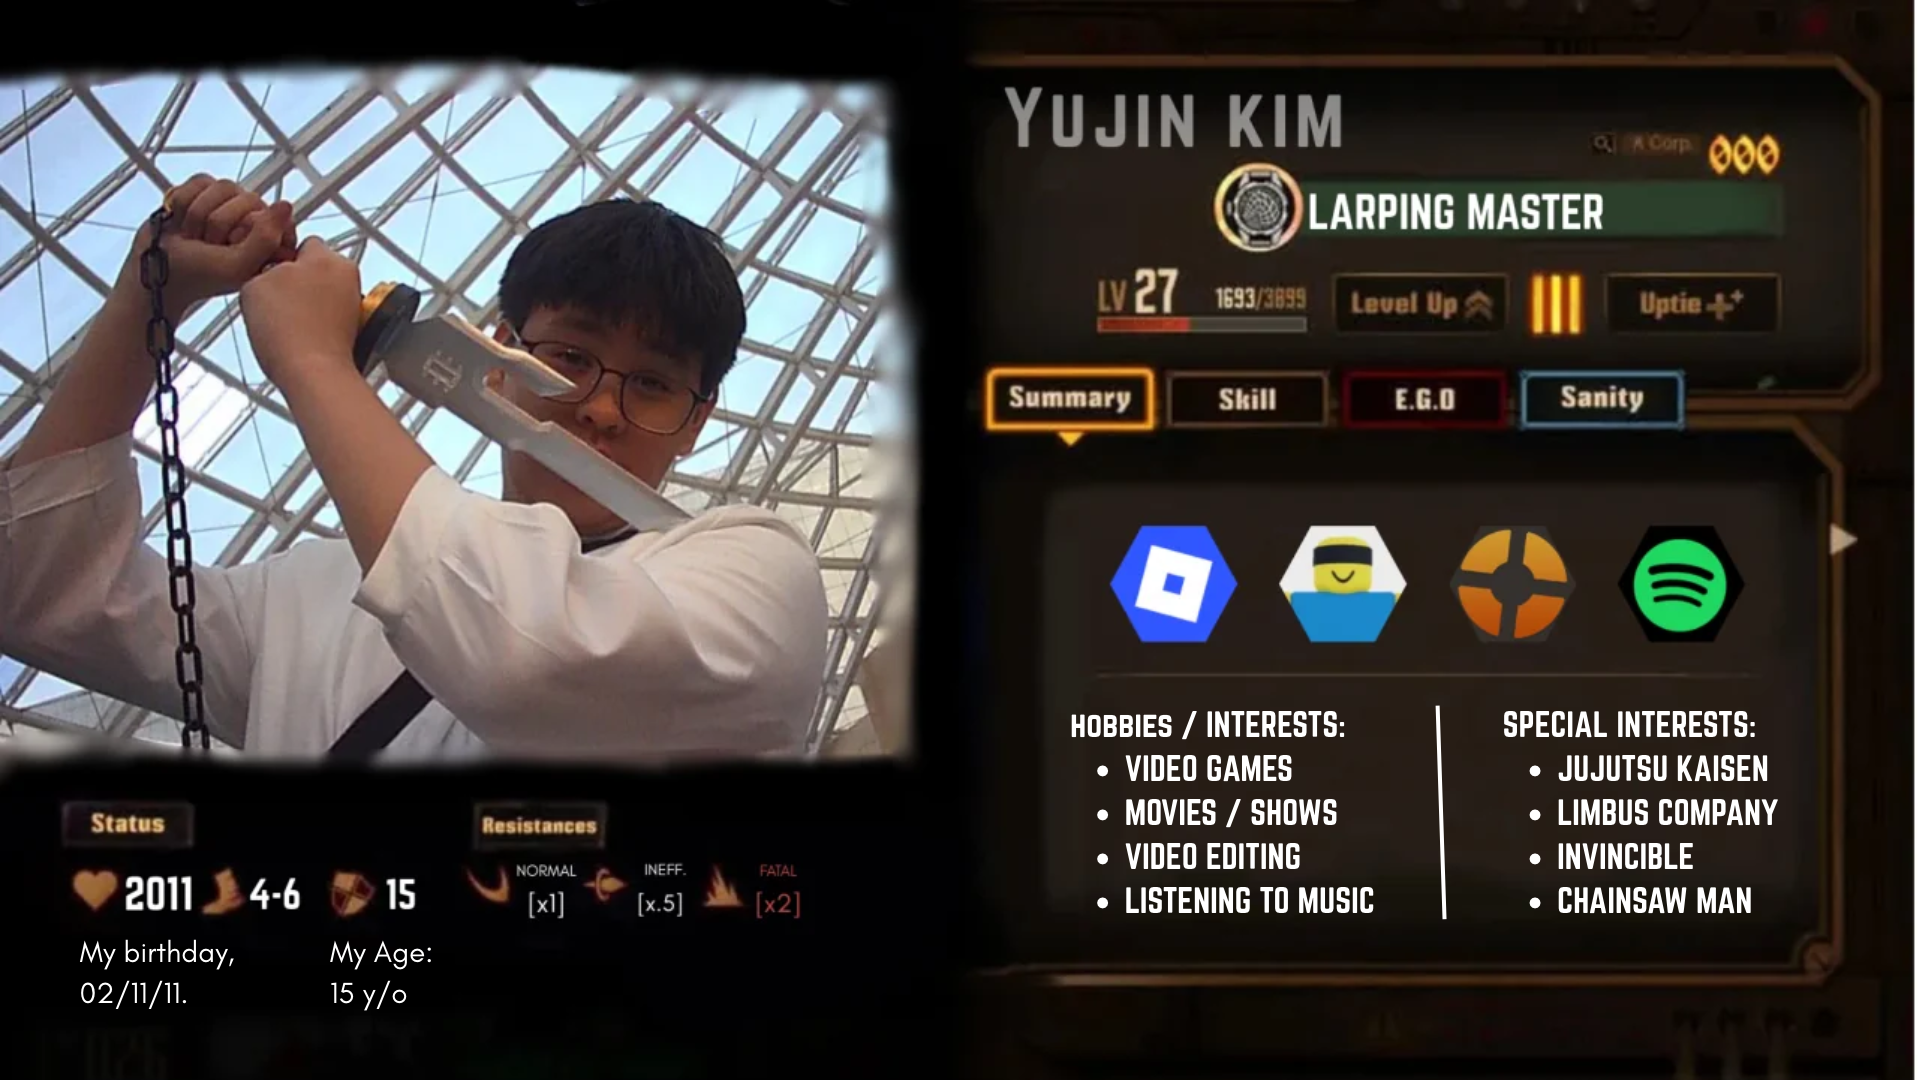 YUJIN KIM
A Corp.
LARPING MASTER
LV 27
1693/3899
Level Up
Uptie
Summary
Skill
E.G.O
Sanity
HOBBIES / INTERESTS:
• VIDEO GAMES
• MOVIES / SHOWS
• VIDEO EDITING
• LISTENING TO MUSIC
SPECIAL INTERESTS:
• JUJUTSU KAISEN
• LIMBUS COMPANY
• INVINCIBLE
• CHAINSAW MAN
Status
2011
4-6
15
My birthday,
02/11/11.
My Age:
15 y/o
Resistances
NORMAL
[x1]
INEFF.
[x.5]
FATAL
[x2]